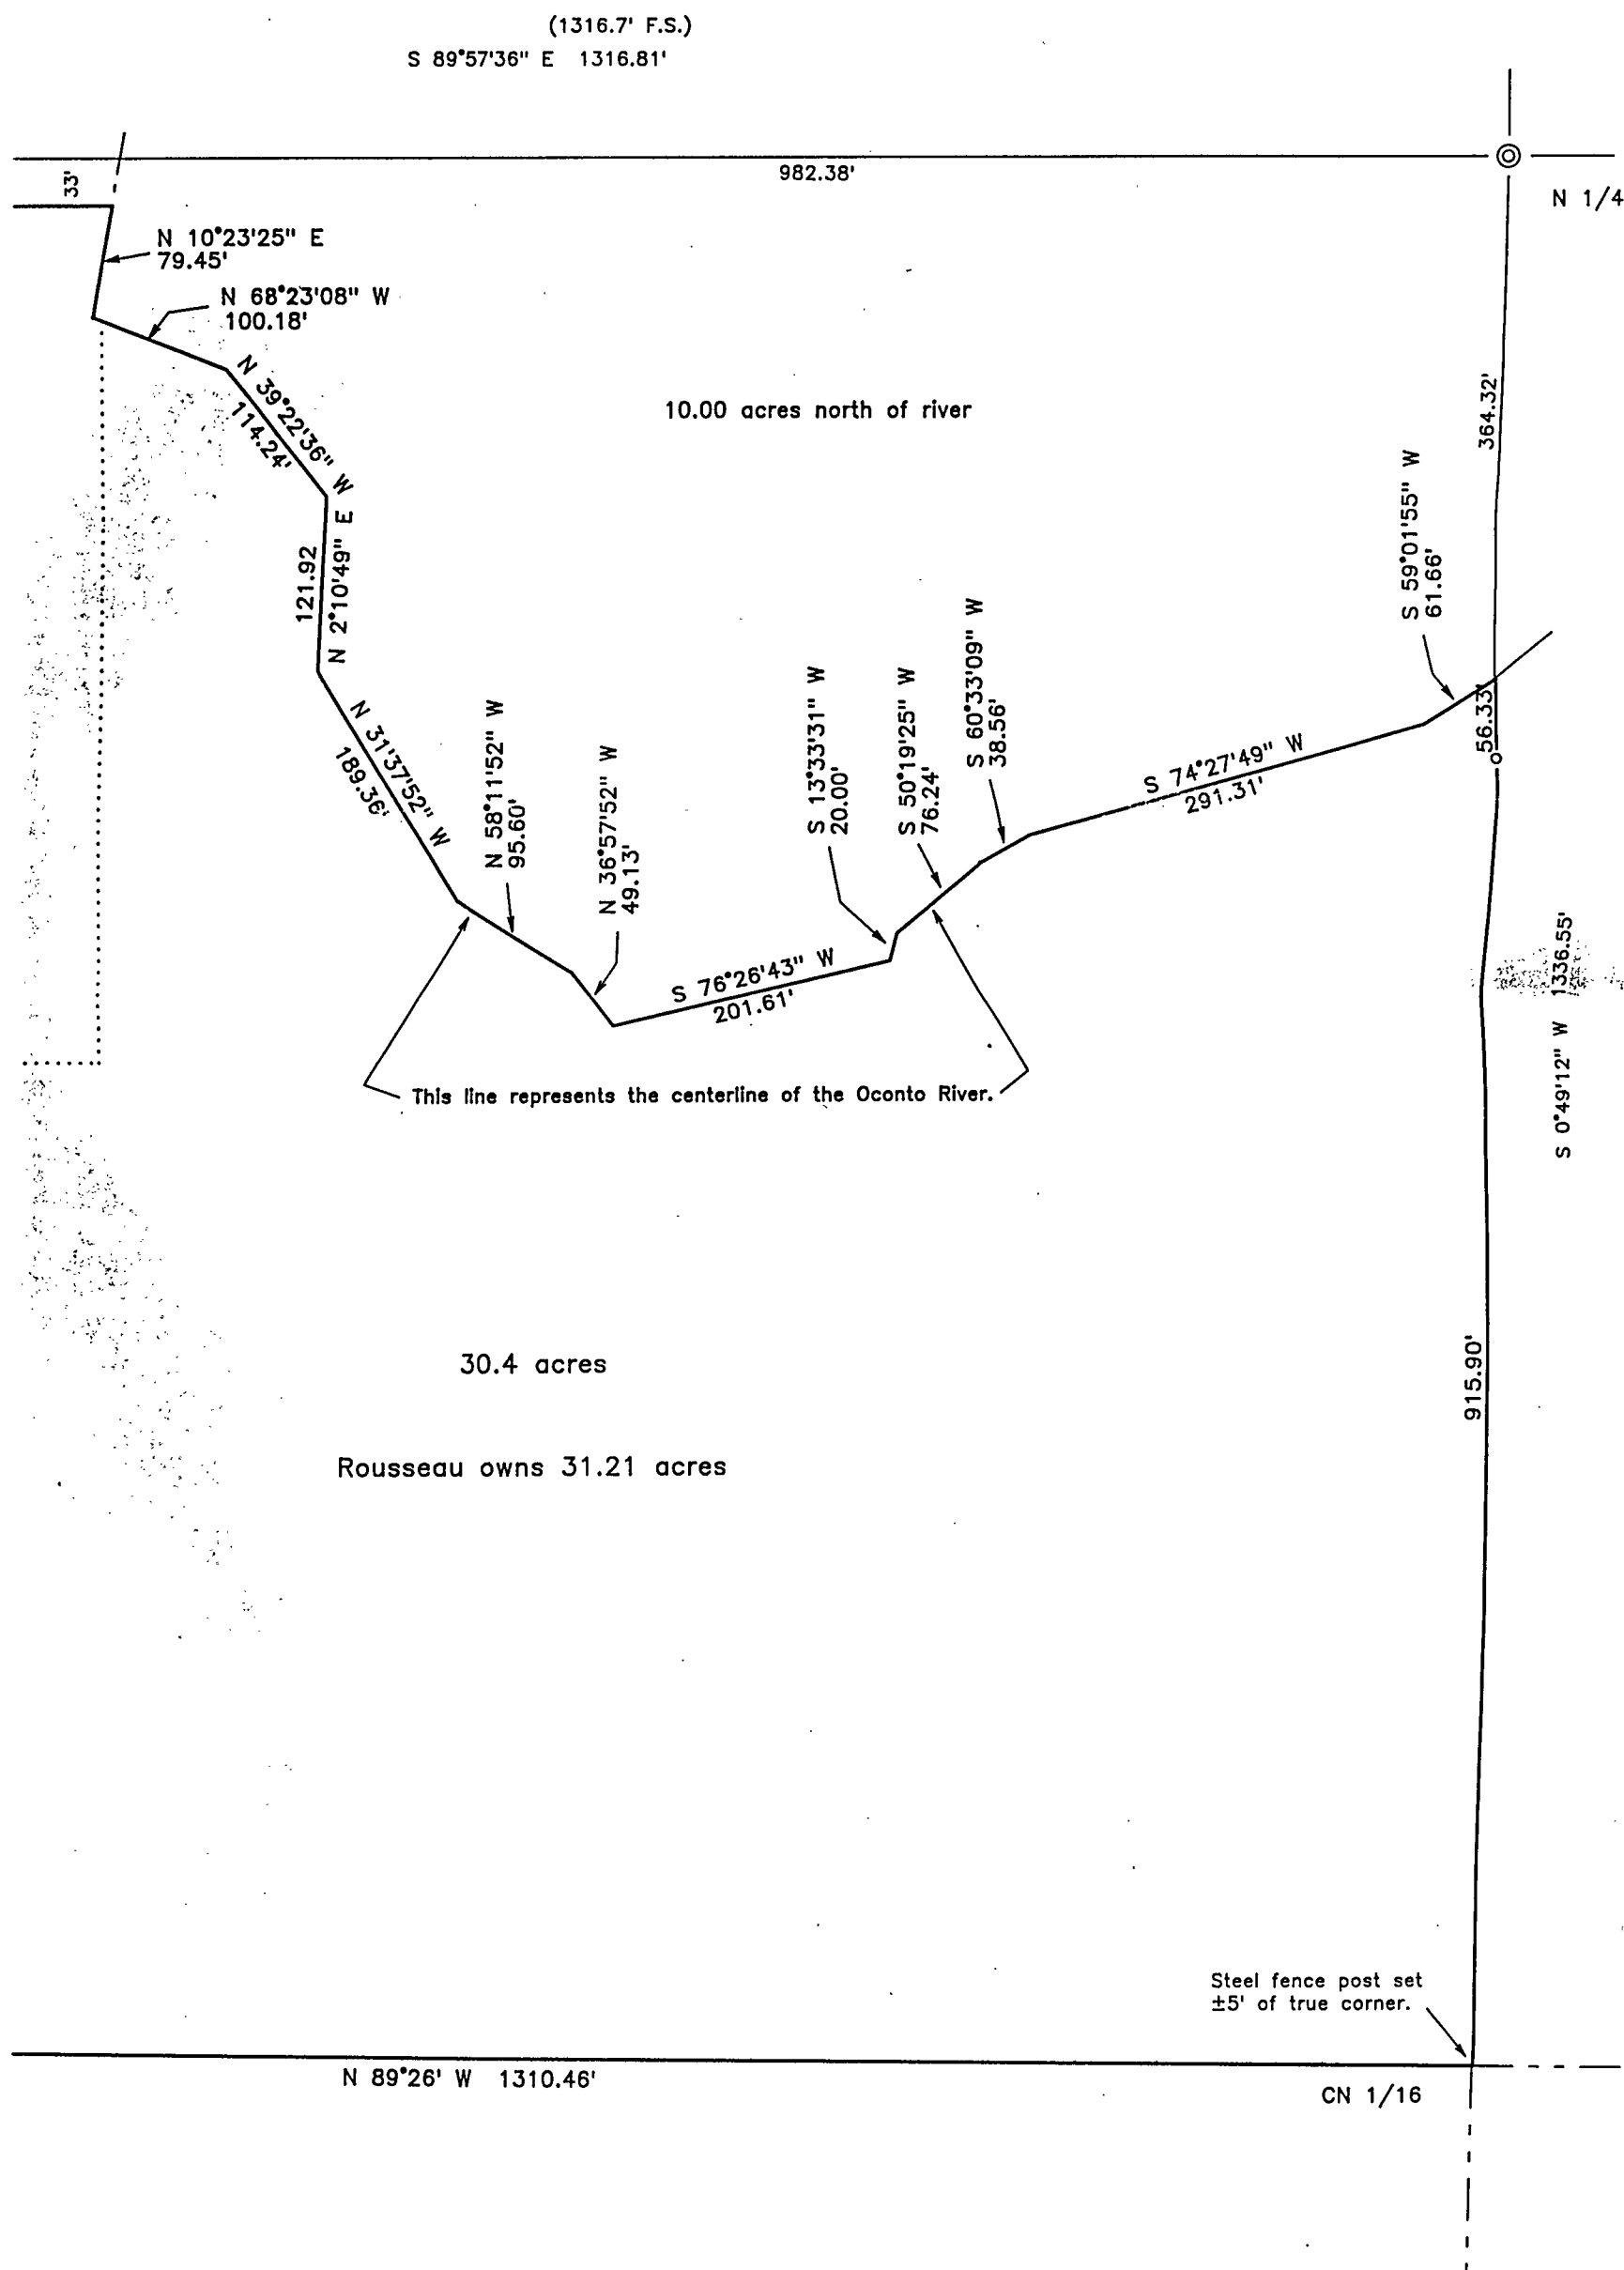 (1316.7' F.S.)
S 89°57'36" E 1316.81'
982.38'
33'
N 1/4
N 10°23'25" E
79.45'
N 68°23'08" W
100.18'
N 39°22'36" W
114.24'
10.00 acres north of river
364.32'
121.92
N 2°10'49" E
S 59°01'55" W
61.66'
N 31°37'52" W
189.36'
N 58°11'52" W
95.60'
N 36°57'52" W
49.13'
S 13°33'31" W
20.00'
S 50°19'25" W
76.24'
S 60°33'09" W
38.56'
S 74°27'49" W
291.31'
56.33'
S 76°26'43" W
201.61'
S 0°49'12" W 1336.55'
This line represents the centerline of the Oconto River.
30.4 acres
915.90'
Rousseau owns 31.21 acres
Steel fence post set
±5' of true corner.
N 89°26' W 1310.46'
CN 1/16